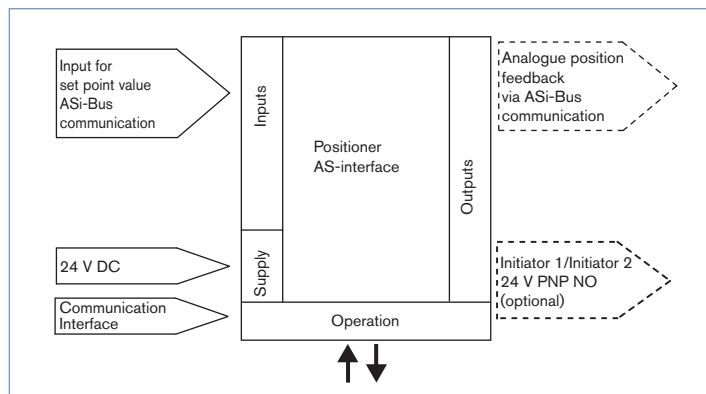 Input for
set point value
ASi-Bus
communication
Inputs
Positioner
AS-interface
Outputs
Analogue position
feedback
via ASi-Bus
communication
24 V DC
Supply
Initiator 1/Initiator 2
24 V PNP NO
(optional)
Communication
Interface
Operation